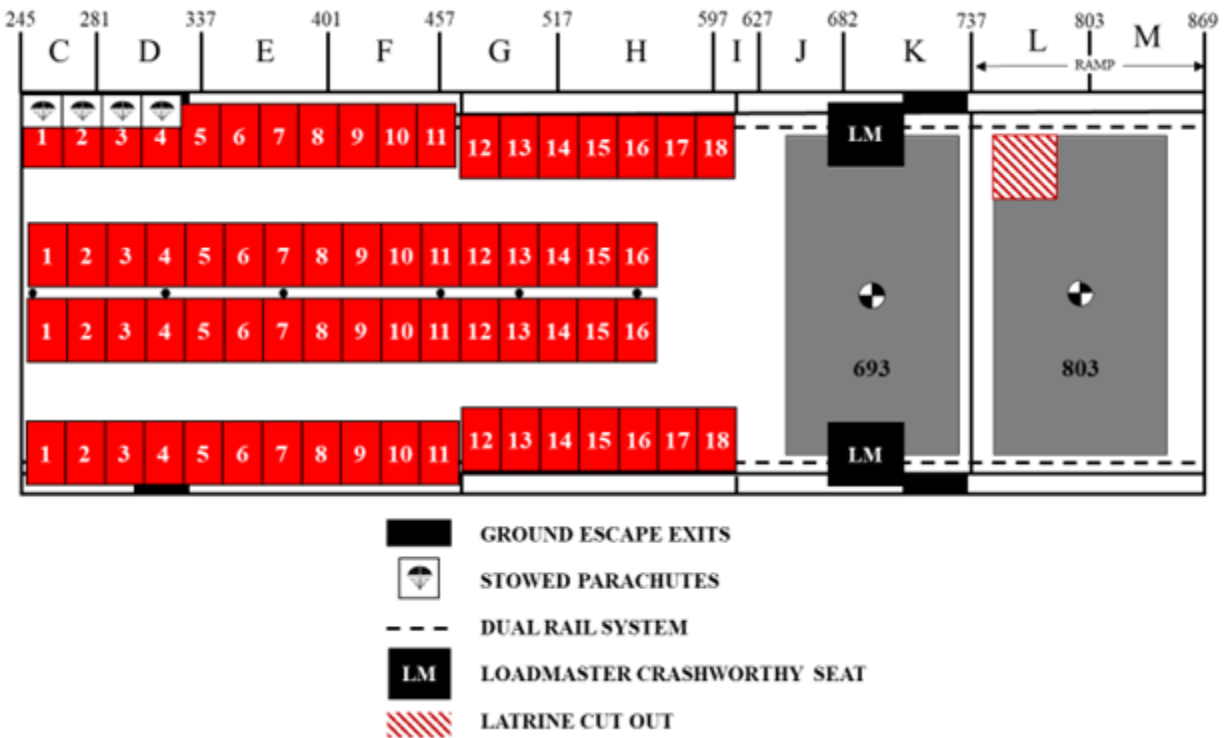 245 281 337 401 457 517 597 627 682 737 803 869
C D E F G H I J K L M
RAMP
1 2 3 4 5 6 7 8 9 10 11 12 13 14 15 16 17 18 LM
1 2 3 4 5 6 7 8 9 10 11 12 13 14 15 16
1 2 3 4 5 6 7 8 9 10 11 12 13 14 15 16
693 803
1 2 3 4 5 6 7 8 9 10 11 12 13 14 15 16 17 18 LM
GROUND ESCAPE EXITS
STOWED PARACHUTES
DUAL RAIL SYSTEM
LM LOADMASTER CRASHWORTHY SEAT
LATRINE CUT OUT